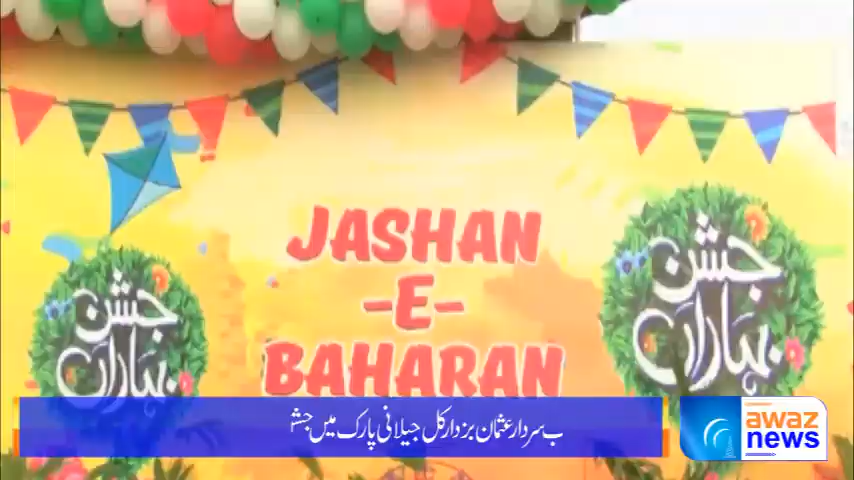 JASHAN
-E-
BAHARAN
جشن
بہاراں
جشن
بہاراں
ب سردار عثمان بزدار کل جیلانی پارک میں جشن
awaz
news